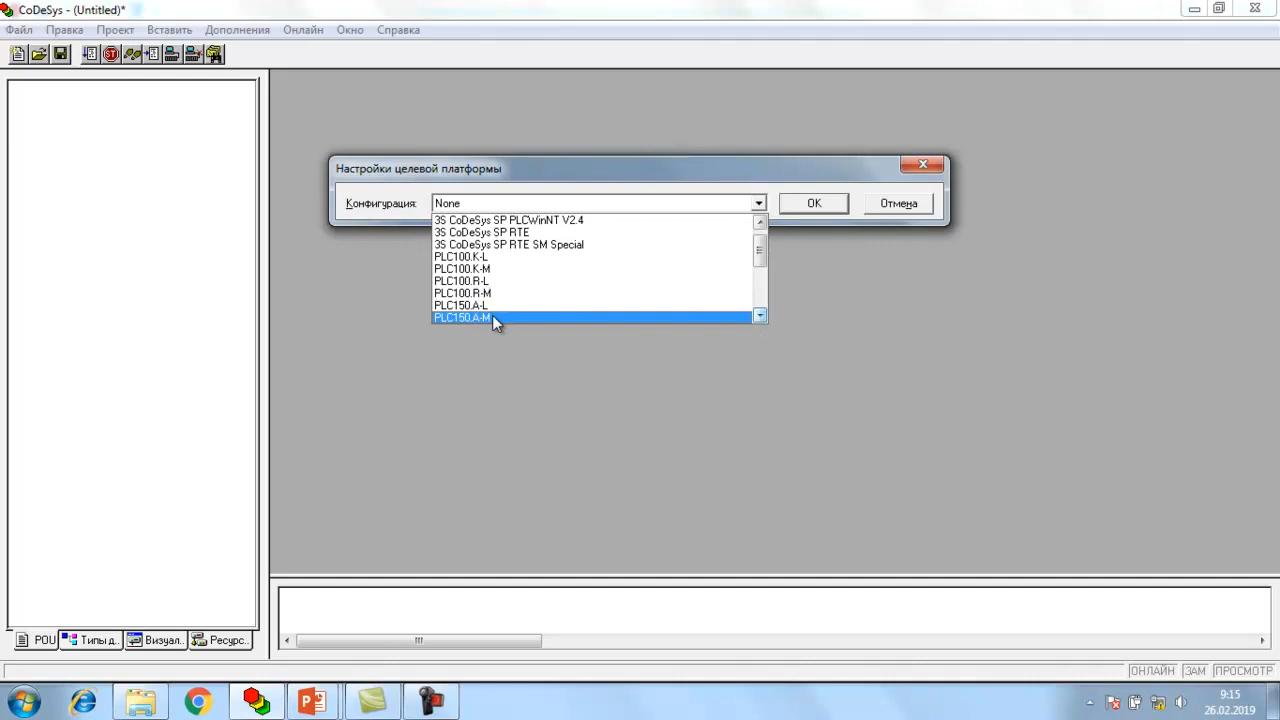 CoDeSys - (Untitled)*
Файл Правка Проект Вставить Дополнения Онлайн Окно Справка
Настройки целевой платформы
Конфигурация: None OK Отмена
3S CoDeSys SP PLCWinNT V2.4
3S CoDeSys SP RTE
3S CoDeSys SP RTE SM Special
PLC100.K-L
PLC100.K-M
PLC100.R-L
PLC100.R-M
PLC150.A-L
PLC150.A-M
POU Типы д.. Визуал.. Ресурс..
ОНЛАЙН ЗАМ ПРОСМОТР
9:15
26.02.2019